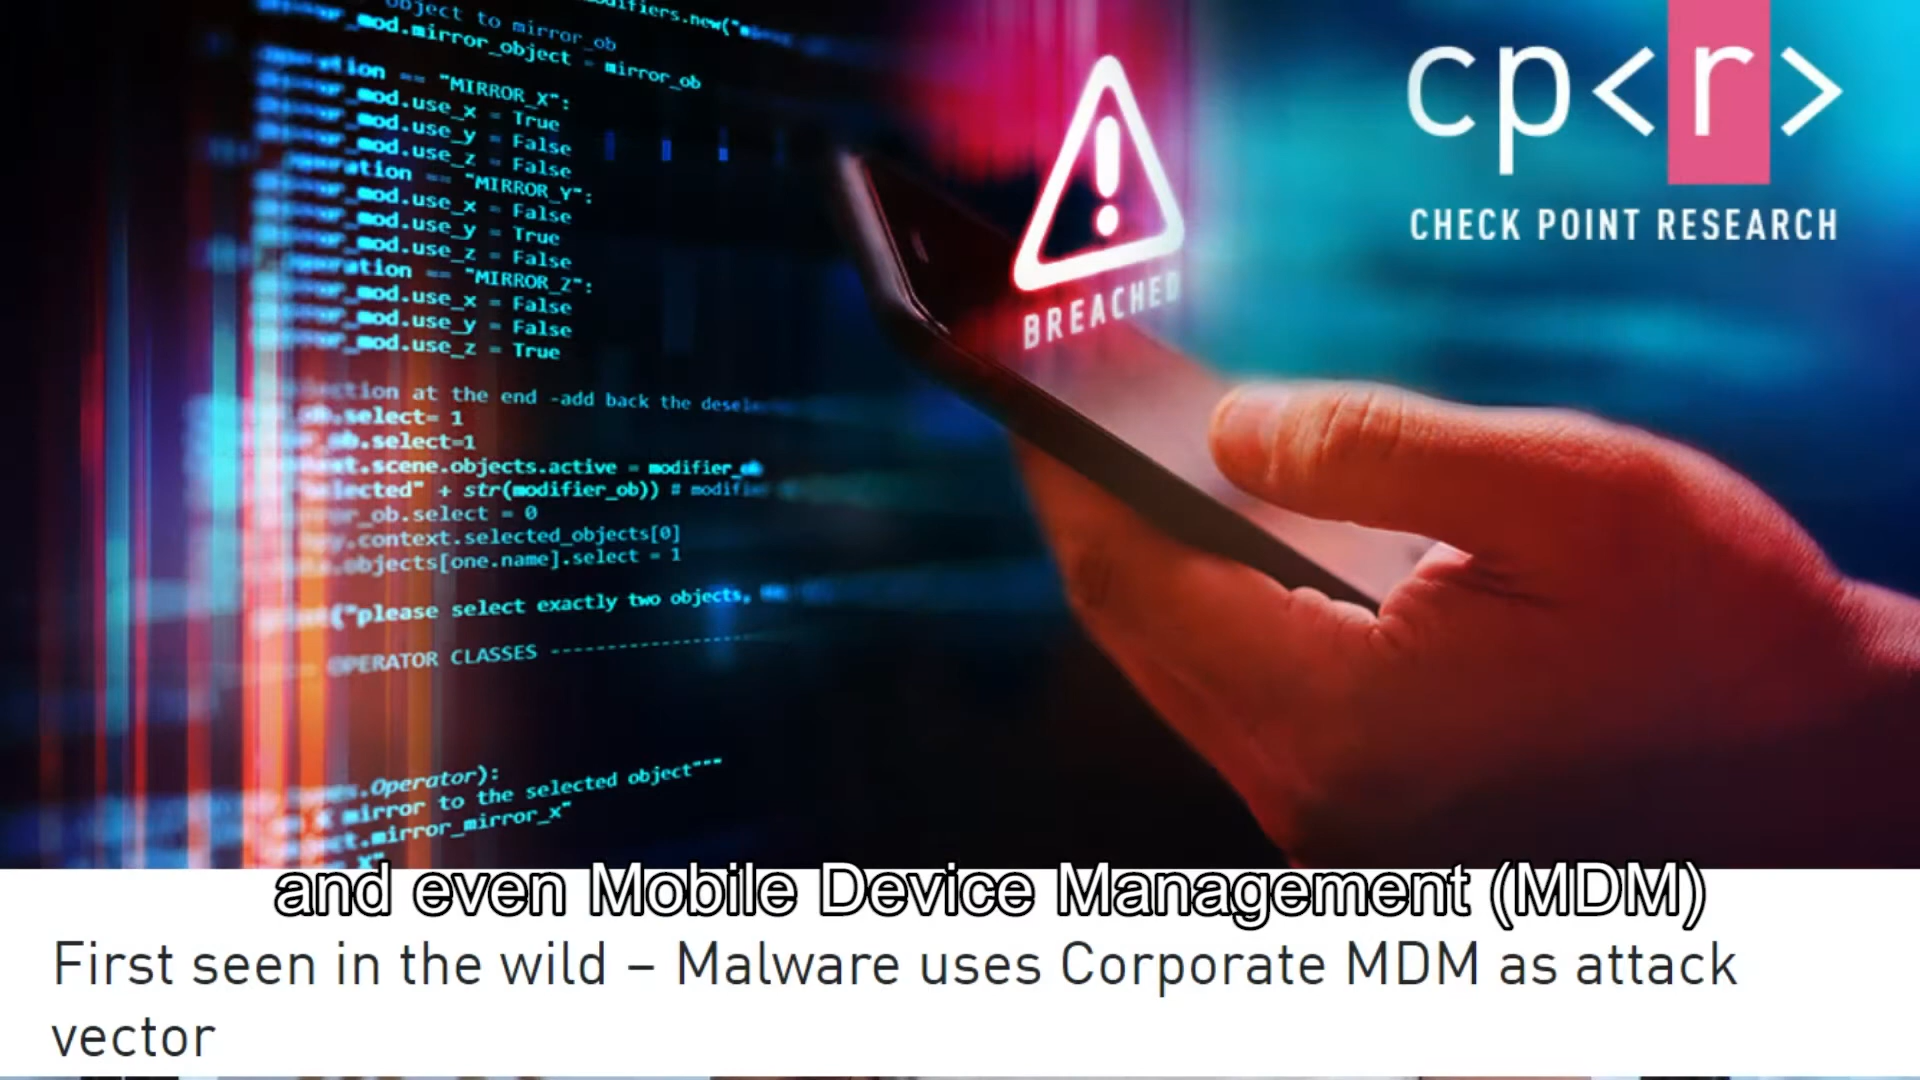 object to mirror_ob
mirror_object = mirror_ob
== "MIRROR_X":
mod.use_x = True
mod.use_y = False
mod.use_z = False
== "MIRROR_Y":
mod.use_x = False
mod.use_y = True
mod.use_z = False
== "MIRROR_Z":
mod.use_x = False
mod.use_y = False
mod.use_z = True
at the end -add back the
.select= 1
.select=1
.scene.objects.active = modifier
" + str(modifier_ob)) #
_ob.select = 0
.context.selected_objects[0]
[one.name].select = 1
("please select exactly two objects,
OPERATOR CLASSES ----------------
.Operator):
mirror to the selected object"""
.mirror_mirror_x"
BREACHED
cp<r>
CHECK POINT RESEARCH
and even Mobile Device Management (MDM)
First seen in the wild – Malware uses Corporate MDM as attack
vector